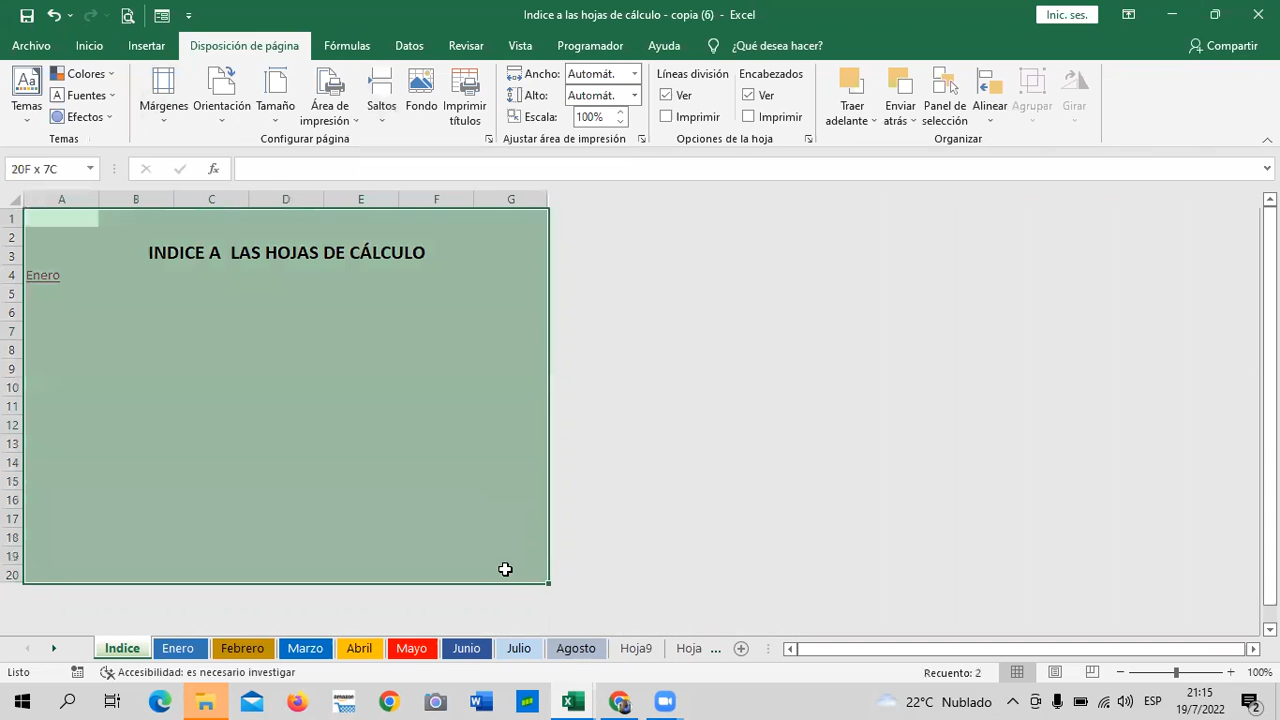 Indice a las hojas de cálculo - copia (6) - Excel
Inic. ses.
Archivo Inicio Insertar Disposición de página Fórmulas Datos Revisar Vista Programador Ayuda ¿Qué desea hacer? Compartir
Temas
Colores
Fuentes
Efectos
Temas
Márgenes
Orientación
Tamaño
Área de impresión
Saltos
Fondo
Imprimir títulos
Configurar página
Ancho: Automát.
Alto: Automát.
Escala: 100%
Ajustar área de impresión
Líneas división
Ver
Imprimir
Encabezados
Ver
Imprimir
Opciones de la hoja
Traer adelante
Enviar atrás
Panel de selección
Alinear
Agrupar
Girar
Organizar
20F x 7C
fx
A B C D E F G
1
2
INDICE A  LAS HOJAS DE CÁLCULO
3
4 Enero
5
6
7
8
9
10
11
12
13
14
15
16
17
18
19
20
Indice Enero Febrero Marzo Abril Mayo Junio Julio Agosto Hoja9 Hoja ...
Listo Accesibilidad: es necesario investigar Recuento: 2 100%
22°C Nublado ESP 21:15
19/7/2022 2